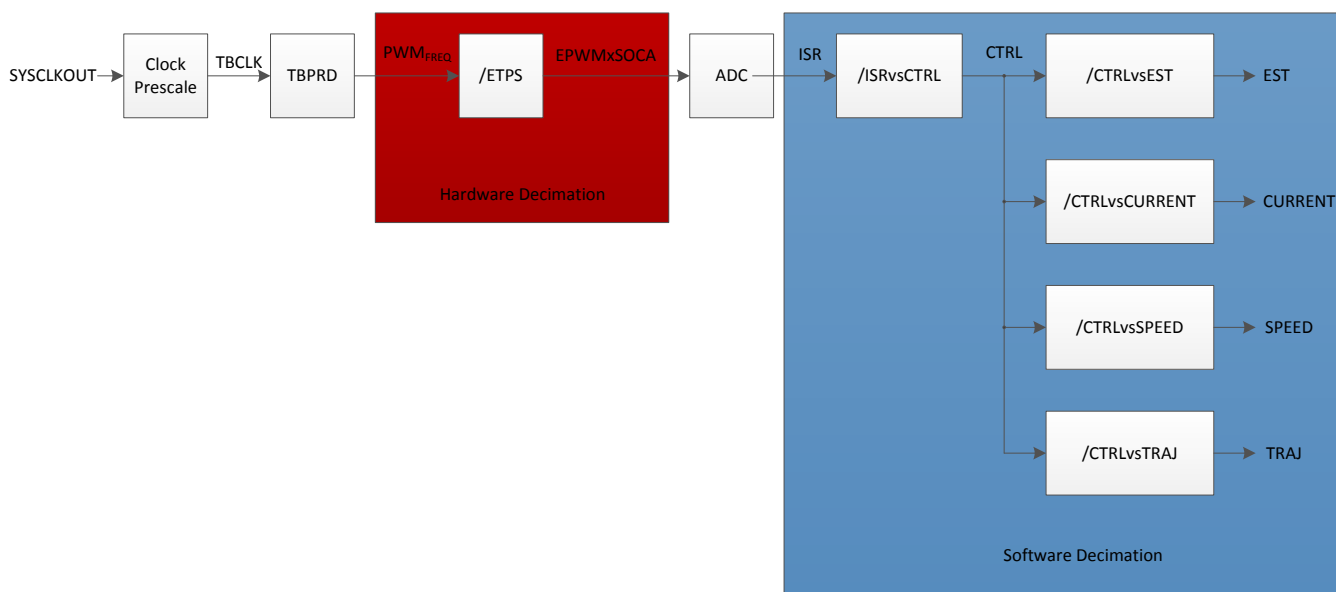 SYSCLKOUT
Clock
Prescale
TBCLK
TBPRD
PWMFREQ
/ETPS
EPWMxSOCA
Hardware Decimation
ADC
ISR
/ISRvsCTRL
CTRL
/CTRLvsEST
EST
/CTRLvsCURRENT
CURRENT
/CTRLvsSPEED
SPEED
/CTRLvsTRAJ
TRAJ
Software Decimation